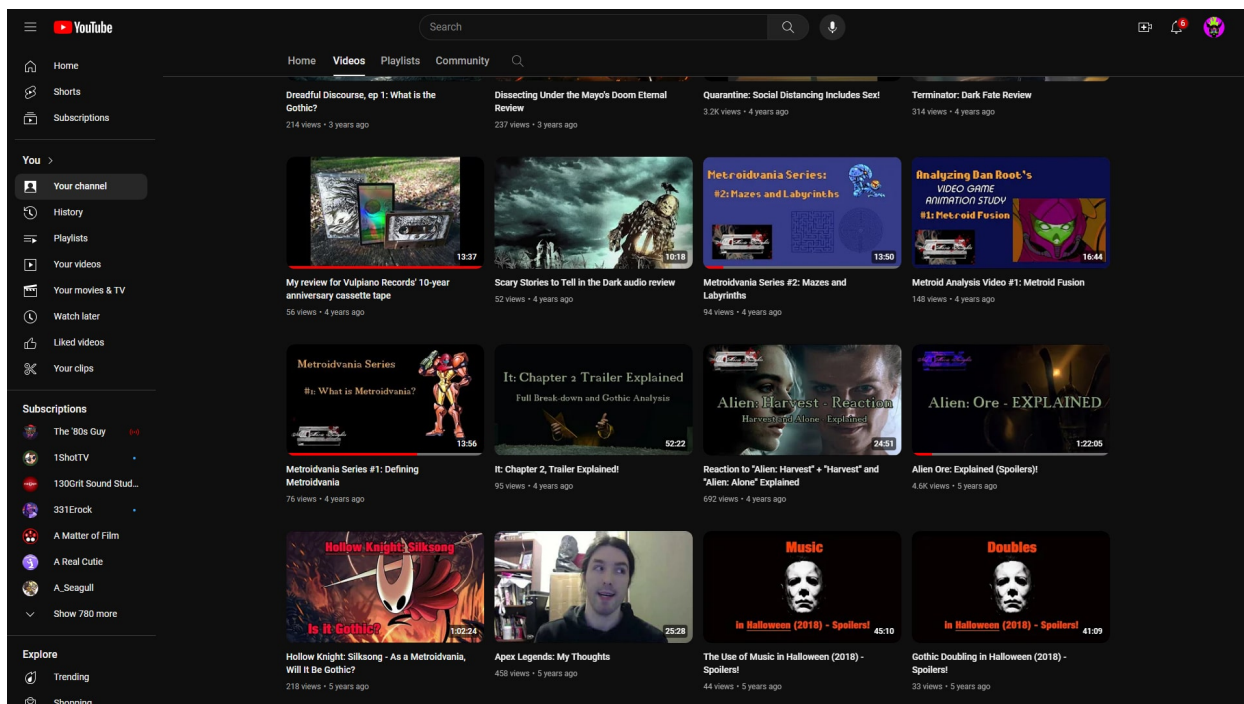 YouTube
Search
6
Home
Shorts
Subscriptions
You >
Your channel
History
Playlists
Your videos
Your movies & TV
Watch later
Liked videos
Your clips
Subscriptions
The '80s Guy
1ShotTV
130Grit Sound Stud...
331Erock
A Matter of Film
A Real Cutie
A_Seagull
Show 780 more
Explore
Trending
Shopping
Home Videos Playlists Community
Dreadful Discourse, ep 1: What is the
Gothic?
214 views • 3 years ago
Dissecting Under the Mayo's Doom Eternal
Review
237 views • 3 years ago
Quarantine: Social Distancing Includes Sex!
3.2K views • 4 years ago
Terminator: Dark Fate Review
314 views • 4 years ago
13:37
My review for Vulpiano Records' 10-year
anniversary cassette tape
56 views • 4 years ago
10:18
Scary Stories to Tell in the Dark audio review
52 views • 4 years ago
Metroidvania Series:
#2: Mazes and Labyrinths
13:50
Metroidvania Series #2: Mazes and
Labyrinths
94 views • 4 years ago
Analyzing Dan Root's
VIDEO GAME
ANIMATION STUDY
#1: Metroid Fusion
16:44
Metroid Analysis Video #1: Metroid Fusion
148 views • 4 years ago
Metroidvania Series
#1: What is Metroidvania?
13:56
Metroidvania Series #1: Defining
Metroidvania
76 views • 4 years ago
It: Chapter 2 Trailer Explained
Full Break-down and Gothic Analysis
52:22
It: Chapter 2, Trailer Explained!
95 views • 4 years ago
Alien: Harvest - Reaction
Harvest and Alone - Explained
24:51
Reaction to "Alien: Harvest" + "Harvest" and
"Alien: Alone" Explained
692 views • 4 years ago
Alien: Ore - EXPLAINED
1:22:05
Alien Ore: Explained (Spoilers)!
4.6K views • 5 years ago
Hollow Knight: Silksong
Is it Gothic?
1:02:24
Hollow Knight: Silksong - As a Metroidvania,
Will It Be Gothic?
218 views • 5 years ago
25:28
Apex Legends: My Thoughts
458 views • 5 years ago
Music
in Halloween (2018) - Spoilers!
45:10
The Use of Music in Halloween (2018) -
Spoilers!
44 views • 5 years ago
Doubles
in Halloween (2018) - Spoilers!
41:09
Gothic Doubling in Halloween (2018) -
Spoilers!
33 views • 5 years ago